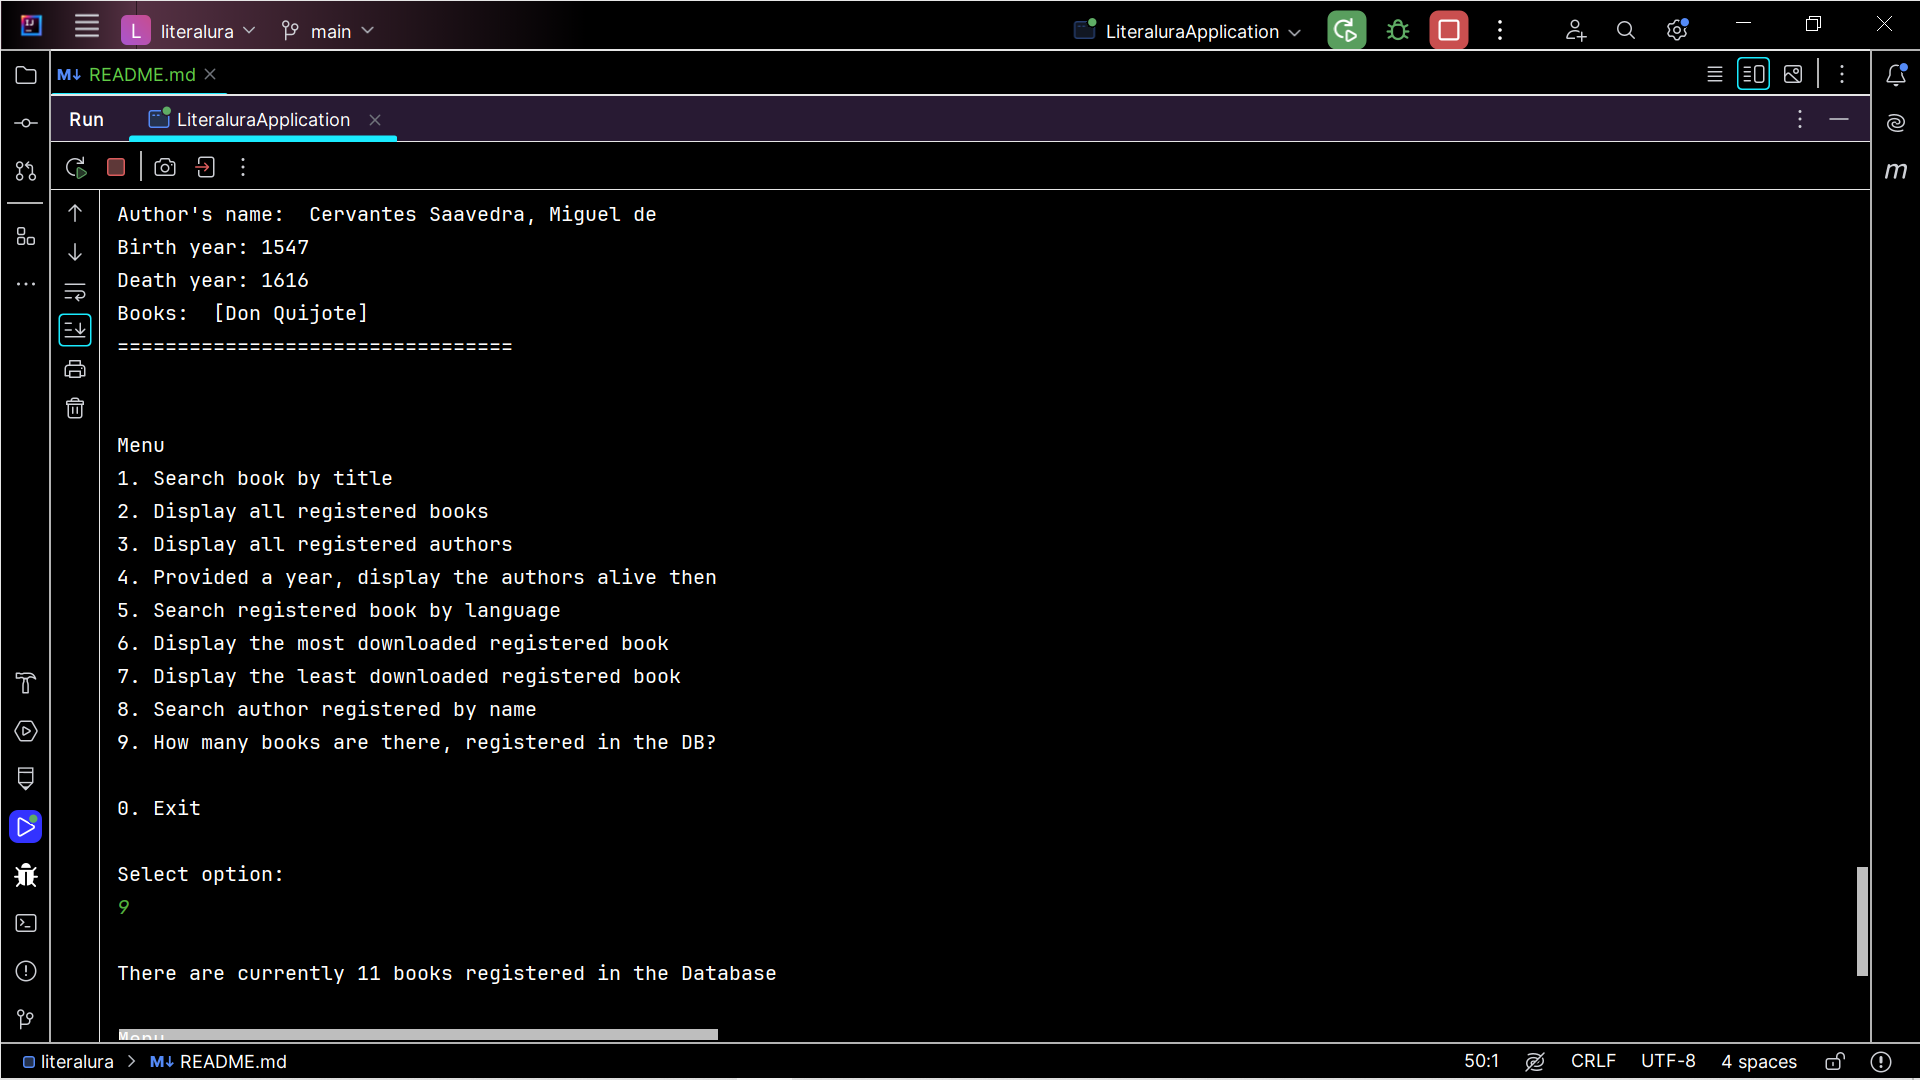 L literalura main LiteraluraApplication
M↓ README.md
Run LiteraluraApplication
Author's name:  Cervantes Saavedra, Miguel de
Birth year: 1547
Death year: 1616
Books:  [Don Quijote]
=================================
Menu
1. Search book by title
2. Display all registered books
3. Display all registered authors
4. Provided a year, display the authors alive then
5. Search registered book by language
6. Display the most downloaded registered book
7. Display the least downloaded registered book
8. Search author registered by name
9. How many books are there, registered in the DB?
0. Exit
Select option:
9
There are currently 11 books registered in the Database
Menu
literalura > M↓ README.md 50:1 CRLF UTF-8 4 spaces